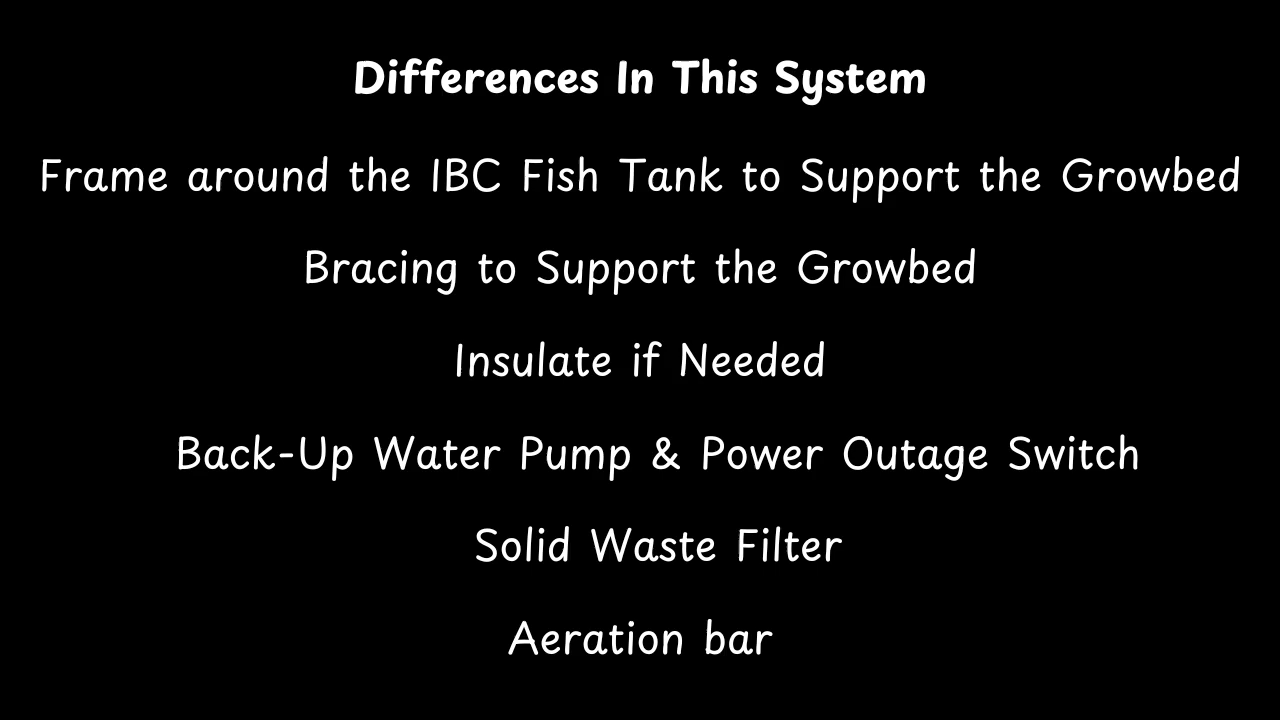 Differences In This System
Frame around the IBC Fish Tank to Support the Growbed
Bracing to Support the Growbed
Insulate if Needed
Back-Up Water Pump & Power Outage Switch
Solid Waste Filter
Aeration bar